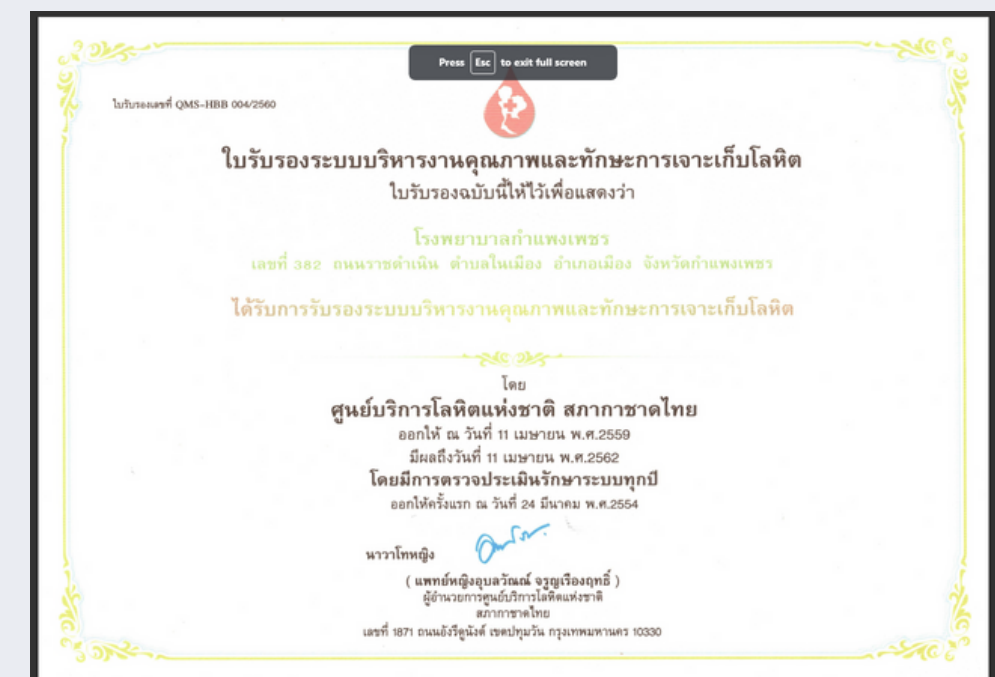 Press Esc to exit full screen
ใบรับรองเลขที่ QMS-HBB 004/2560
ใบรับรองระบบบริหารงานคุณภาพและทักษะการเจาะเก็บโลหิต
ใบรับรองฉบับนี้ให้ไว้เพื่อแสดงว่า
โรงพยาบาลกำแพงเพชร
เลขที่ 382 ถนนราชดำเนิน ตำบลในเมือง อำเภอเมือง จังหวัดกำแพงเพชร
ได้รับการรับรองระบบบริหารงานคุณภาพและทักษะการเจาะเก็บโลหิต
โดย
ศูนย์บริการโลหิตแห่งชาติ สภากาชาดไทย
ออกให้ ณ วันที่ 11 เมษายน พ.ศ.2559
มีผลถึงวันที่ 11 เมษายน พ.ศ.2562
โดยมีการตรวจประเมินรักษาระบบทุกปี
ออกให้ครั้งแรก ณ วันที่ 24 มีนาคม พ.ศ.2554
นาวาโทหญิง
( แพทย์หญิงอุบลวัณณ์ จรูญเรืองฤทธิ์ )
ผู้อำนวยการศูนย์บริการโลหิตแห่งชาติ
สภากาชาดไทย
เลขที่ 1871 ถนนอังรีดูนังต์ เขตปทุมวัน กรุงเทพมหานคร 10330